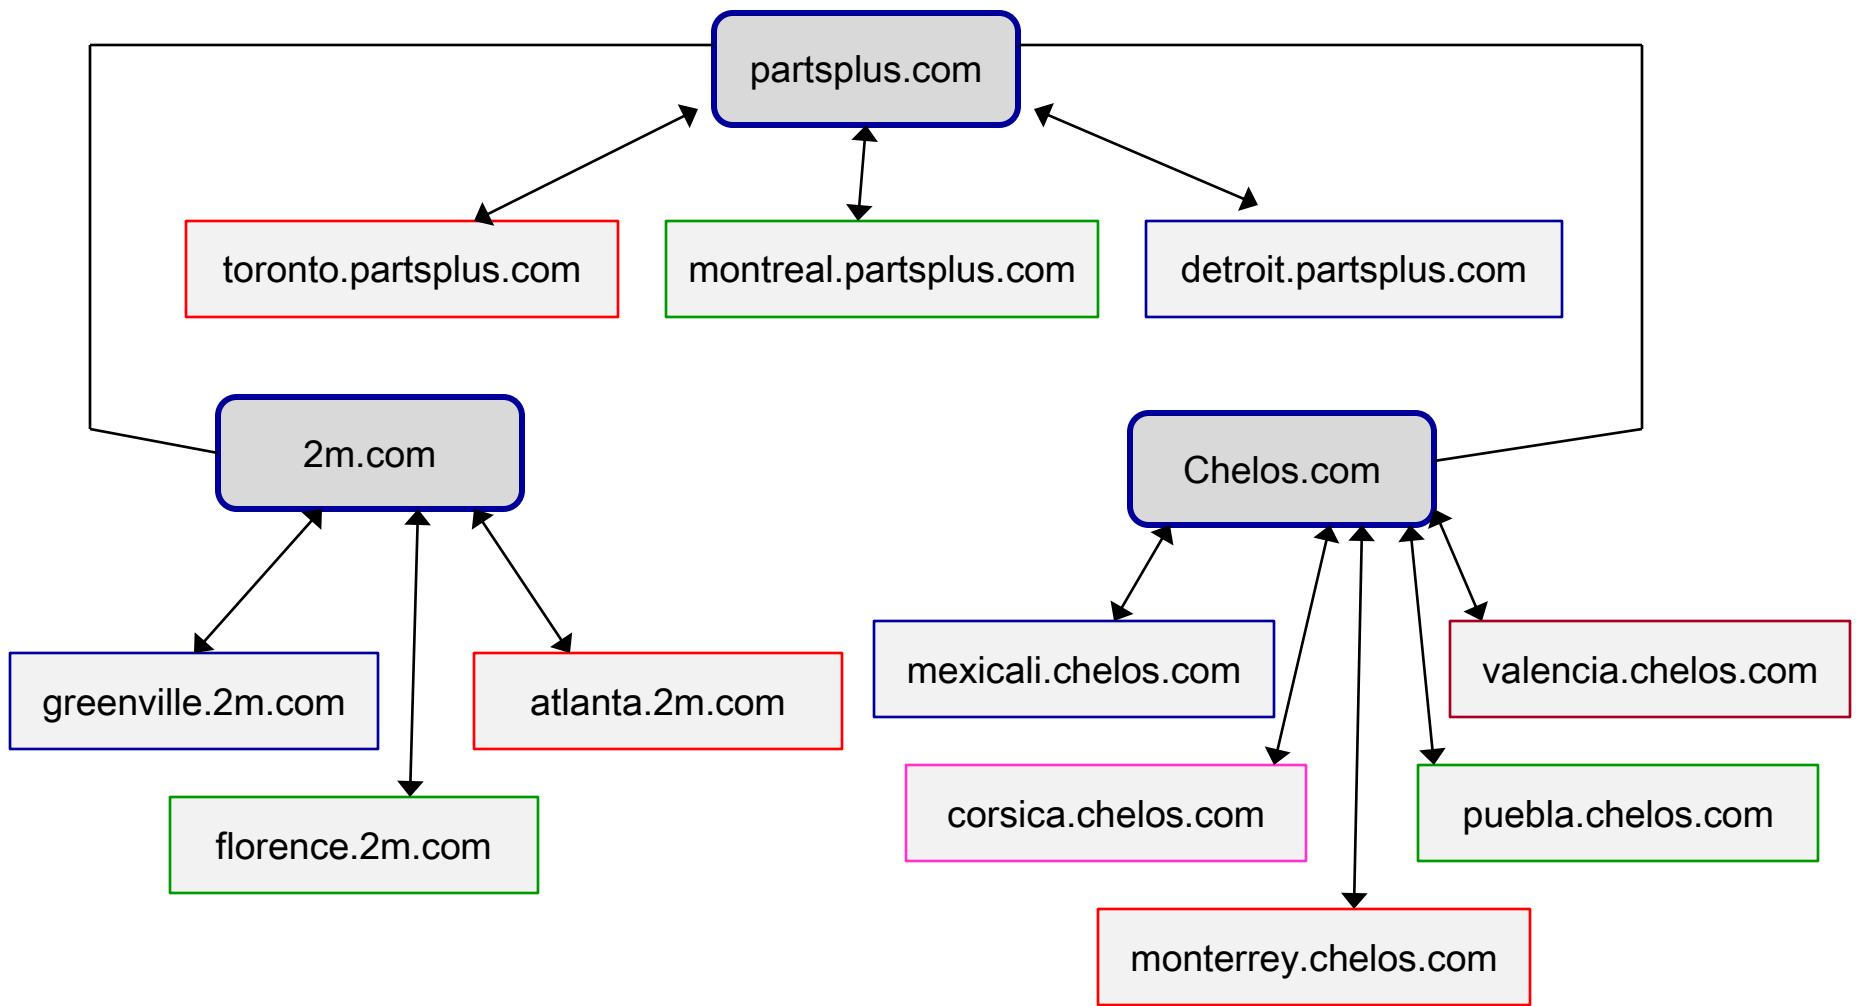 partsplus.com
toronto.partsplus.com
montreal.partsplus.com
detroit.partsplus.com
2m.com
Chelos.com
greenville.2m.com
atlanta.2m.com
florence.2m.com
mexicali.chelos.com
valencia.chelos.com
corsica.chelos.com
puebla.chelos.com
monterrey.chelos.com